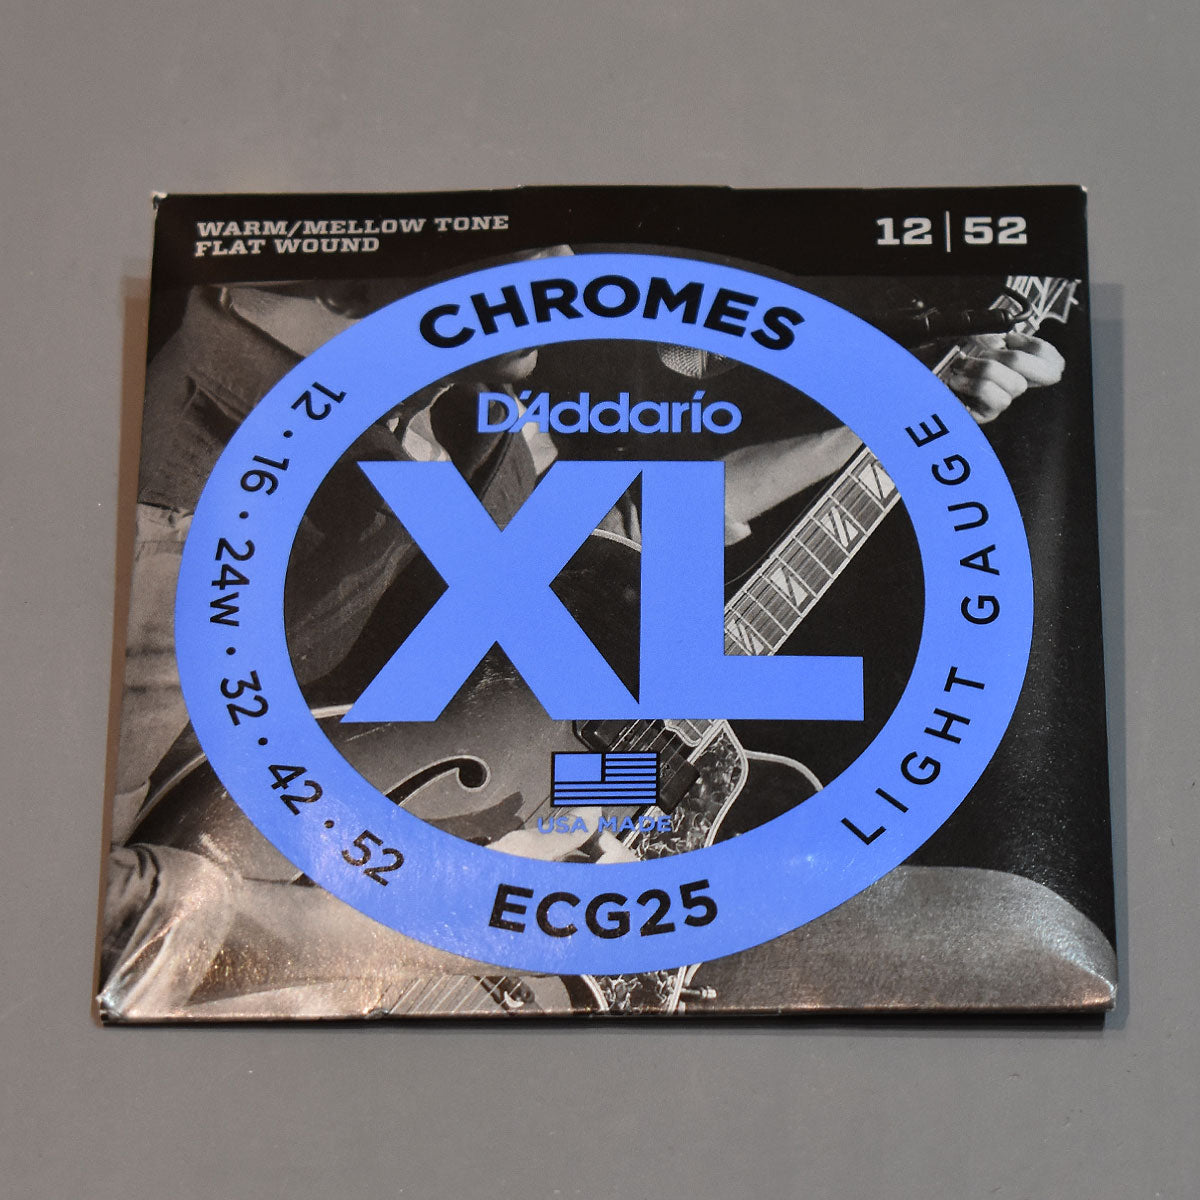 WARM/MELLOW TONE
FLAT WOUND
12 | 52
CHROMES
D'Addarío
XL
12 • 16 • 24w • 32 • 42 • 52
LIGHT GAUGE
USA MADE
ECG25